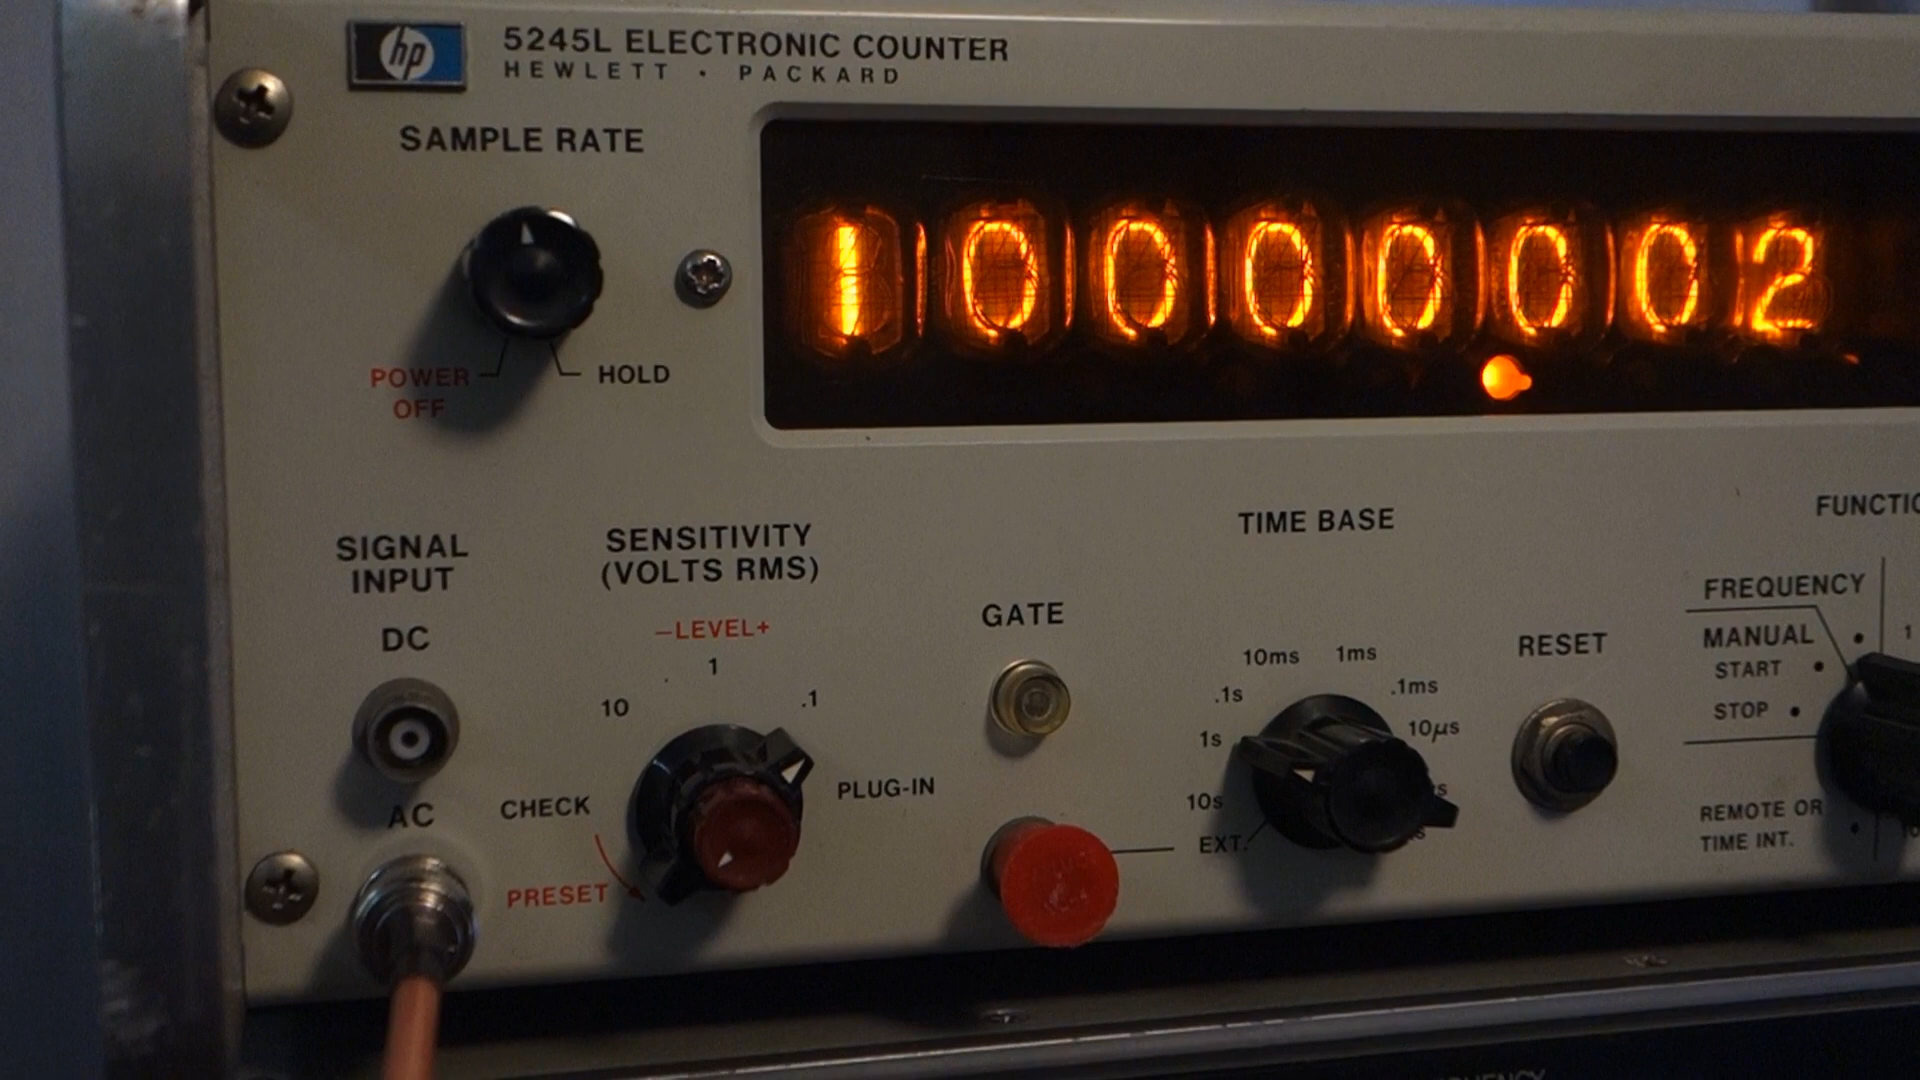 hp
5245L ELECTRONIC COUNTER
HEWLETT · PACKARD
SAMPLE RATE
POWER
OFF
HOLD
10000002
SIGNAL
INPUT
DC
AC
SENSITIVITY
(VOLTS RMS)
–LEVEL+
10
1
.1
CHECK
PRESET
PLUG-IN
GATE
TIME BASE
10s
1s
.1s
10ms
1ms
.1ms
10µs
EXT.
RESET
FREQUENCY
MANUAL
START
STOP
1
REMOTE OR
TIME INT.